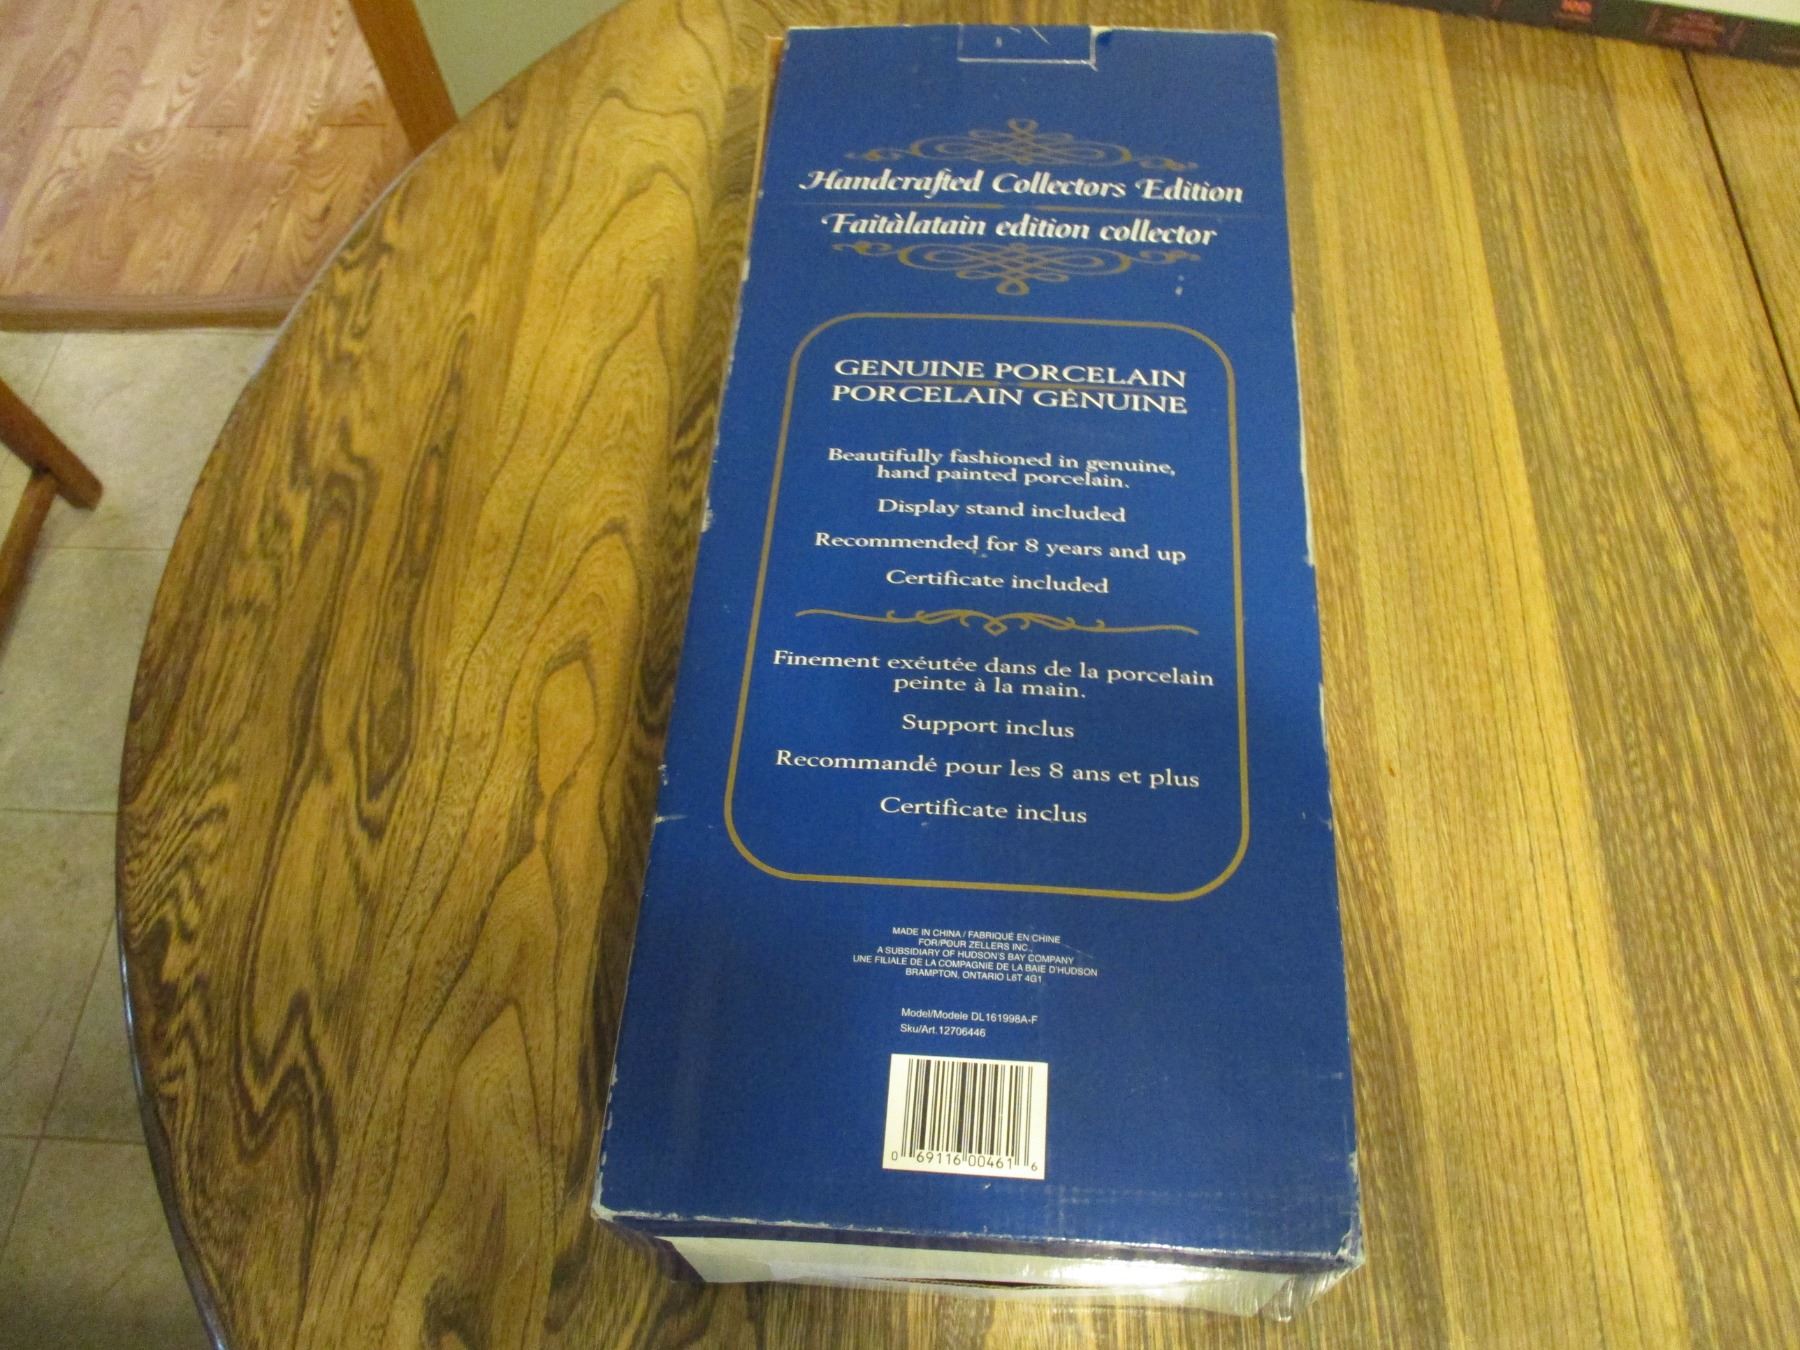 Handcrafted Collectors Edition
Faitàlatain edition collector
GENUINE PORCELAIN
PORCELAIN GÊNUINE
Beautifully fashioned in genuine,
hand painted porcelain.
Display stand included
Recommended for 8 years and up
Certificate included
Finement exéutée dans de la porcelain
peinte à la main.
Support inclus
Recommandé pour les 8 ans et plus
Certificate inclus
MADE IN CHINA / FABRIQUÉ EN CHINE
FOR/POUR ZELLERS INC.,
A SUBSIDIARY OF HUDSON'S BAY COMPANY
UNE FILIALE DE LA COMPAGNIE DE LA BAIE D'HUDSON
BRAMPTON, ONTARIO L6T 4G1
Model/Modele DL161998A-F
Sku/Art.12706446
0 69116 00461 6
100